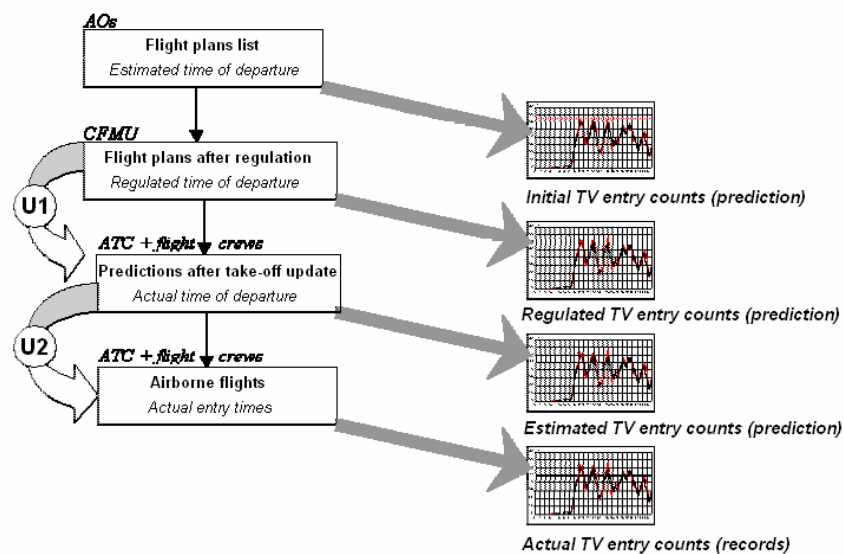 AOs
Flight plans list
Estimated time of departure
CFMU
Flight plans after regulation
Regulated time of departure
U1
ATC + flight crews
Predictions after take-off update
Actual time of departure
U2
ATC + flight crews
Airborne flights
Actual entry times
Initial TV entry counts (prediction)
Regulated TV entry counts (prediction)
Estimated TV entry counts (prediction)
Actual TV entry counts (records)